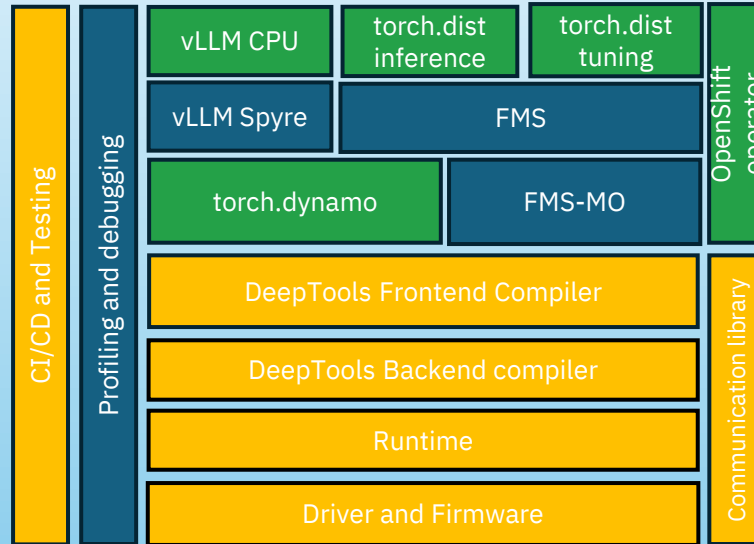 CI/CD and Testing
Profiling and debugging
vLLM CPU
torch.dist
inference
torch.dist
tuning
vLLM Spyre
FMS
torch.dynamo
FMS-MO
OpenShift
operator
DeepTools Frontend Compiler
DeepTools Backend compiler
Runtime
Driver and Firmware
Communication library